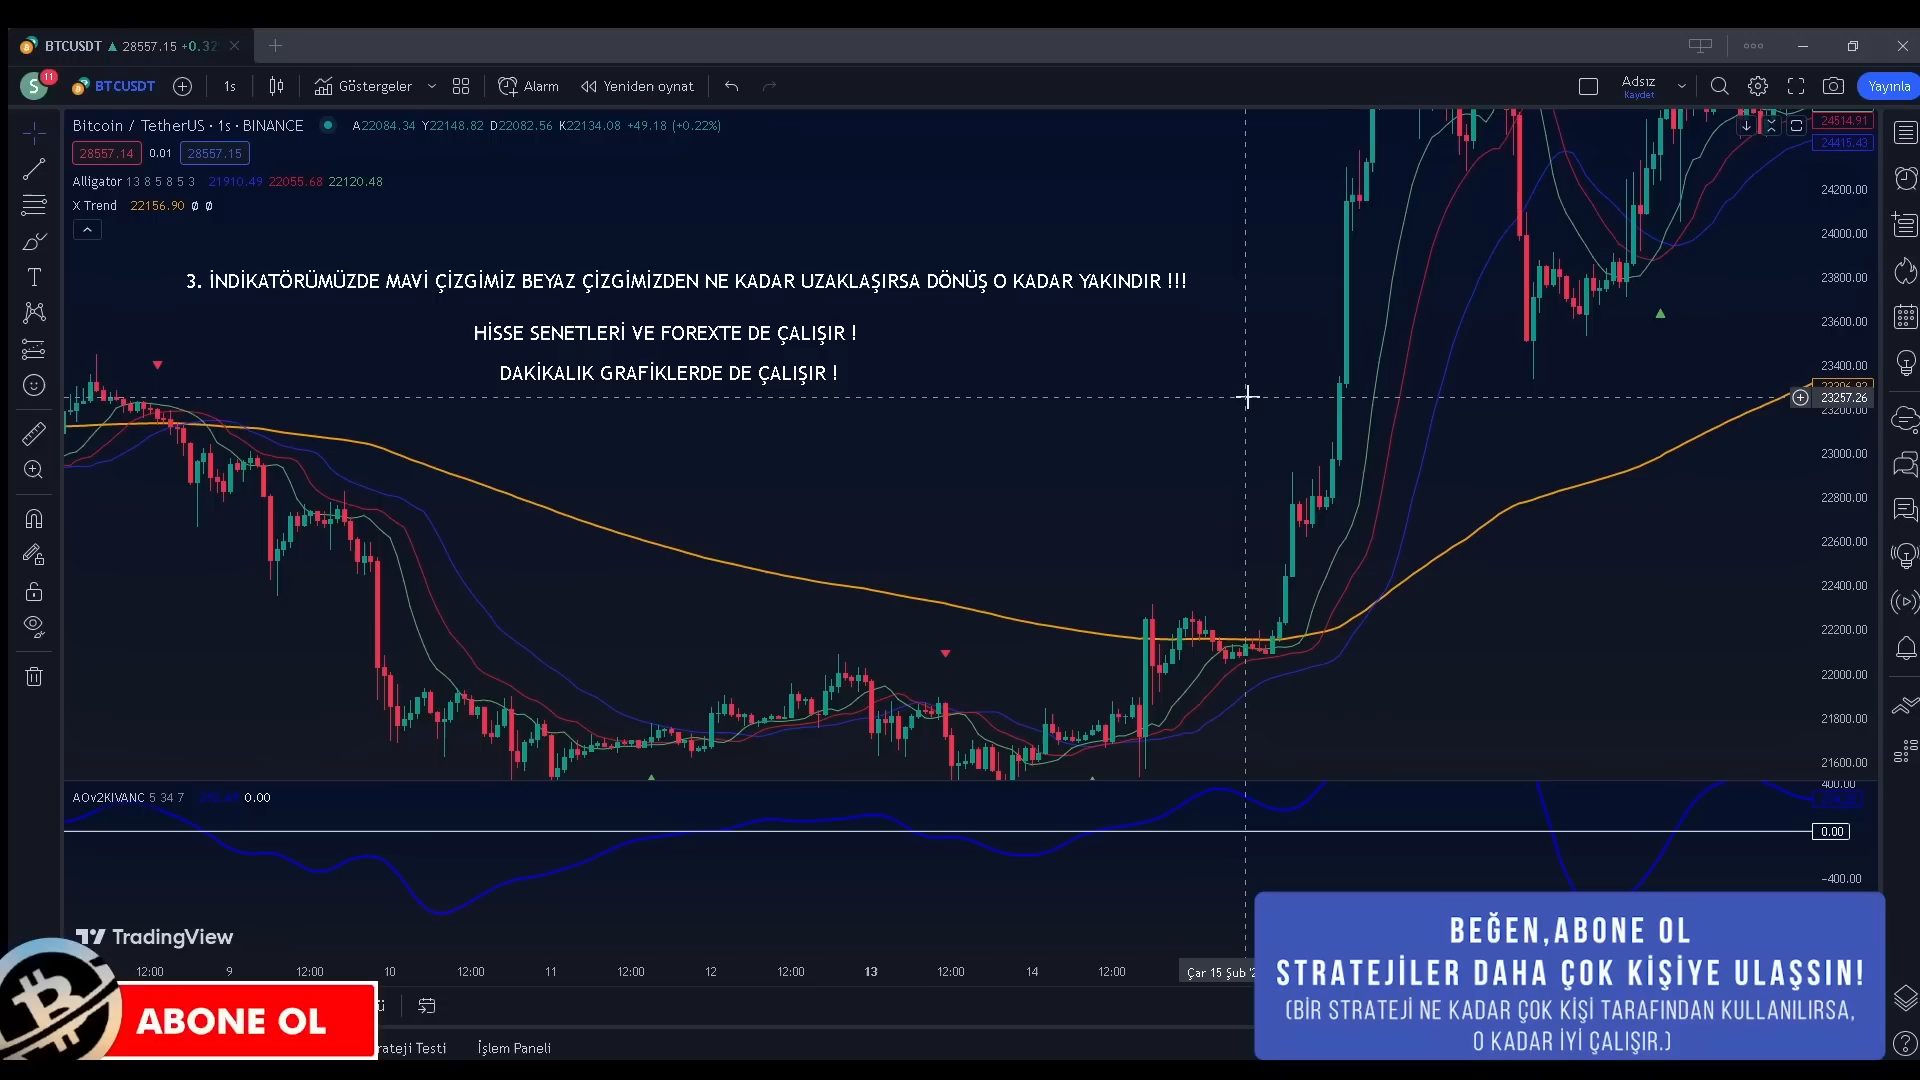 BTCUSDT ▲ 28557.15 +0.32
S 11 BTCUSDT 1s Göstergeler Alarm Yeniden oynat Adsız Kaydet Yayınla
Bitcoin / TetherUS · 1s · BINANCE A22084.34 Y22148.82 D22082.56 K22134.08 +49.18 (+0.22%)
28557.14 0.01 28557.15
Alligator 13 8 5 8 5 3 21910.49 22055.68 22120.48
X Trend 22156.90 Ø Ø
3. İNDİKATÖRÜMÜZDE MAVİ ÇİZGİMİZ BEYAZ ÇİZGİMİZDEN NE KADAR UZAKLAŞIRSA DÖNÜŞ O KADAR YAKINDIR !!!
HİSSE SENETLERİ VE FOREXTE DE ÇALIŞIR !
DAKİKALIK GRAFİKLERDE DE ÇALIŞIR !
24514.91
24415.43
24200.00
24000.00
23800.00
23600.00
23400.00
23257.26
23200.00
23000.00
22800.00
22600.00
22400.00
22200.00
22000.00
21800.00
21600.00
AOv2KIVANC 5 34 7 0.00
400.00
0.00
−400.00
TradingView
12:00 9 12:00 10 12:00 11 12:00 12 12:00 13 12:00 14 12:00 Çar 15 Şub '2
ABONE OL
rateji Testi İşlem Paneli
BEĞEN,ABONE OL
STRATEJİLER DAHA ÇOK KİŞİYE ULAŞSIN!
(BİR STRATEJİ NE KADAR ÇOK KİŞİ TARAFINDAN KULLANILIRSA,
O KADAR İYİ ÇALIŞIR.)